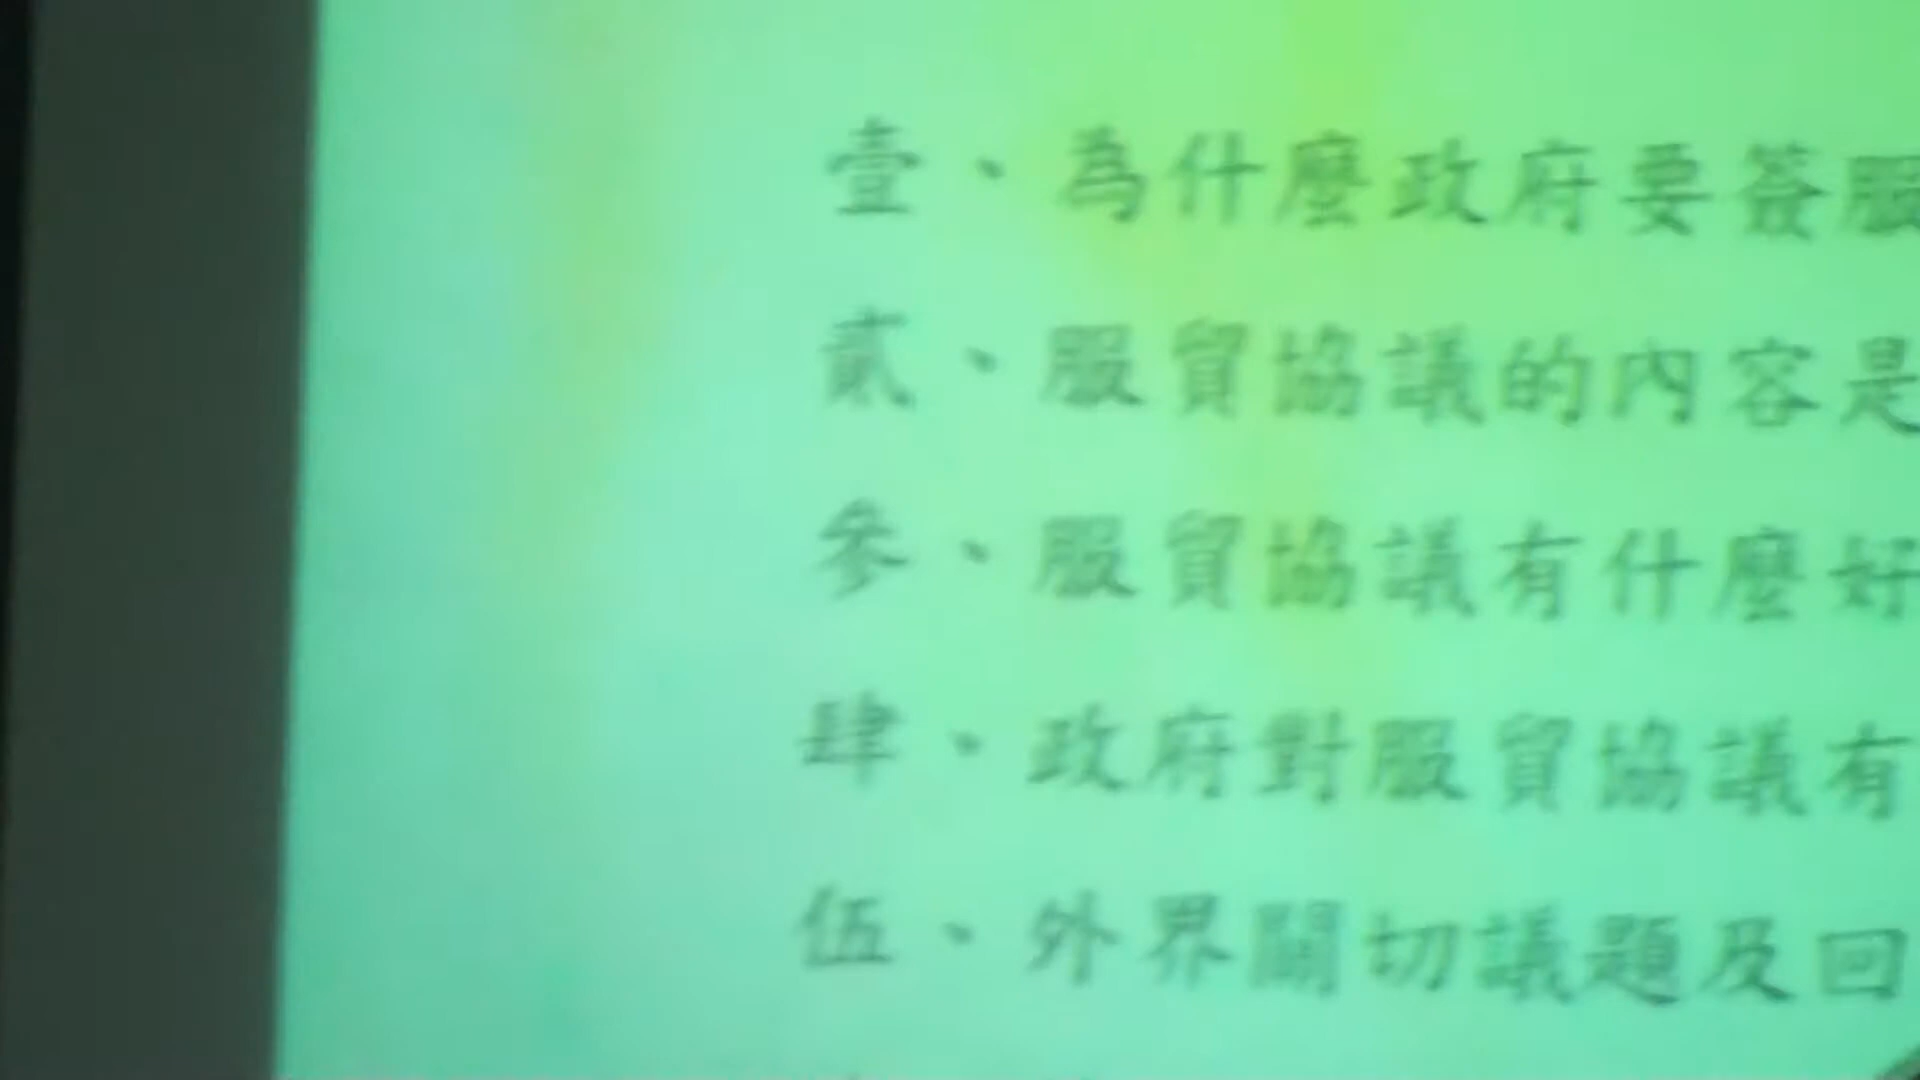 壹、為什麼政府要簽服
貳、服貿協議的內容是
參、服貿協議有什麼好
肆、政府對服貿協議有
伍、外界關切議題及回